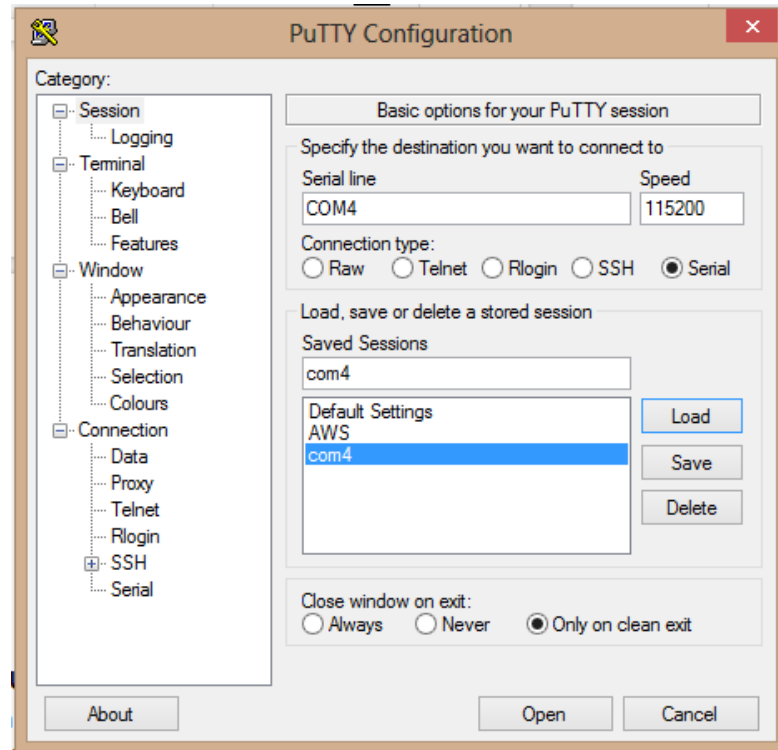 PuTTY Configuration
Category:
Session
Logging
Terminal
Keyboard
Bell
Features
Window
Appearance
Behaviour
Translation
Selection
Colours
Connection
Data
Proxy
Telnet
Rlogin
SSH
Serial
Basic options for your PuTTY session
Specify the destination you want to connect to
Serial line Speed
COM4 115200
Connection type:
Raw Telnet Rlogin SSH Serial
Load, save or delete a stored session
Saved Sessions
com4
Default Settings
AWS
com4
Load
Save
Delete
Close window on exit:
Always Never Only on clean exit
About Open Cancel